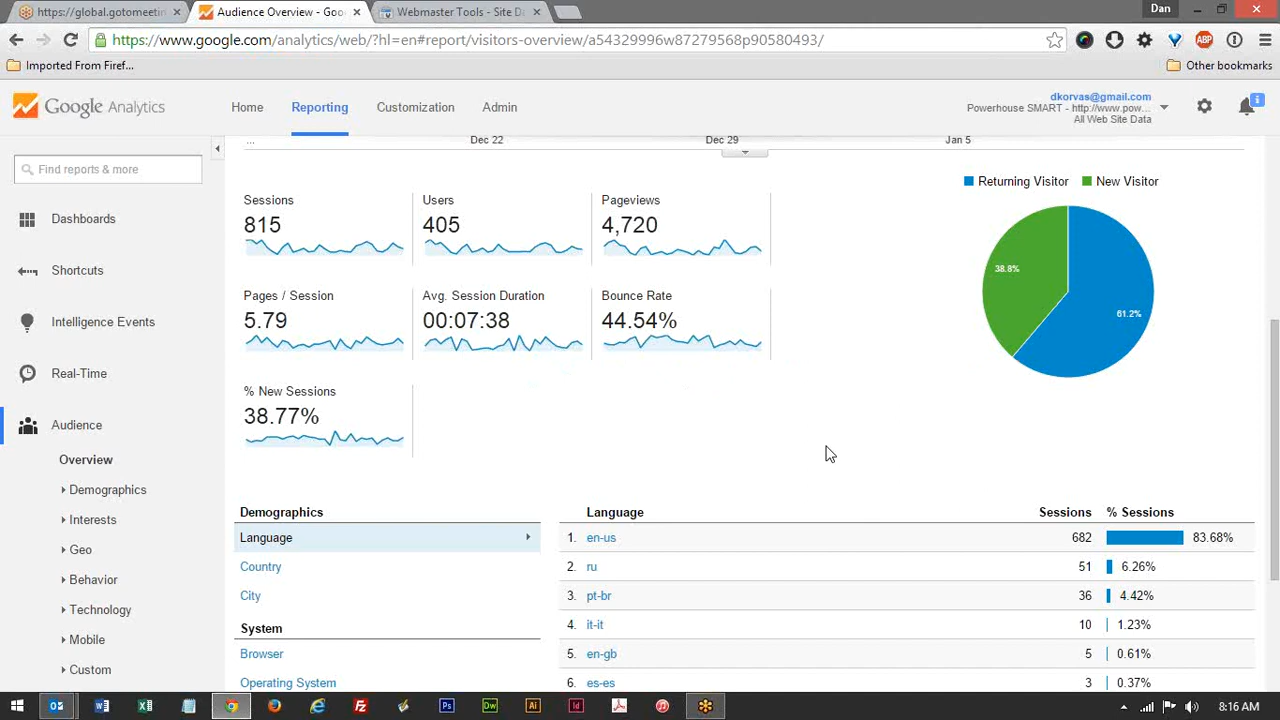 https://global.gotomeetin
Audience Overview - Goo
Webmaster Tools - Site D
Dan
https://www.google.com/analytics/web/?hl=en#report/visitors-overview/a54329996w87279568p90580493/
ABP
Imported From Firef...
Other bookmarks
Google Analytics
Home
Reporting
Customization
Admin
dkorvas@gmail.com
Powerhouse SMART - http://www.pow...
All Web Site Data
Find reports & more
Dashboards
Shortcuts
Intelligence Events
Real-Time
Audience
Overview
Demographics
Interests
Geo
Behavior
Technology
Mobile
Custom
...
Dec 22
Dec 29
Jan 5
Sessions
815
Users
405
Pageviews
4,720
Pages / Session
5.79
Avg. Session Duration
00:07:38
Bounce Rate
44.54%
% New Sessions
38.77%
Returning Visitor
New Visitor
38.8%
61.2%
Demographics
Language
Country
City
System
Browser
Operating System
Language Sessions % Sessions
1. en-us 682 83.68%
2. ru 51 6.26%
3. pt-br 36 4.42%
4. it-it 10 1.23%
5. en-gb 5 0.61%
6. es-es 3 0.37%
8:16 AM